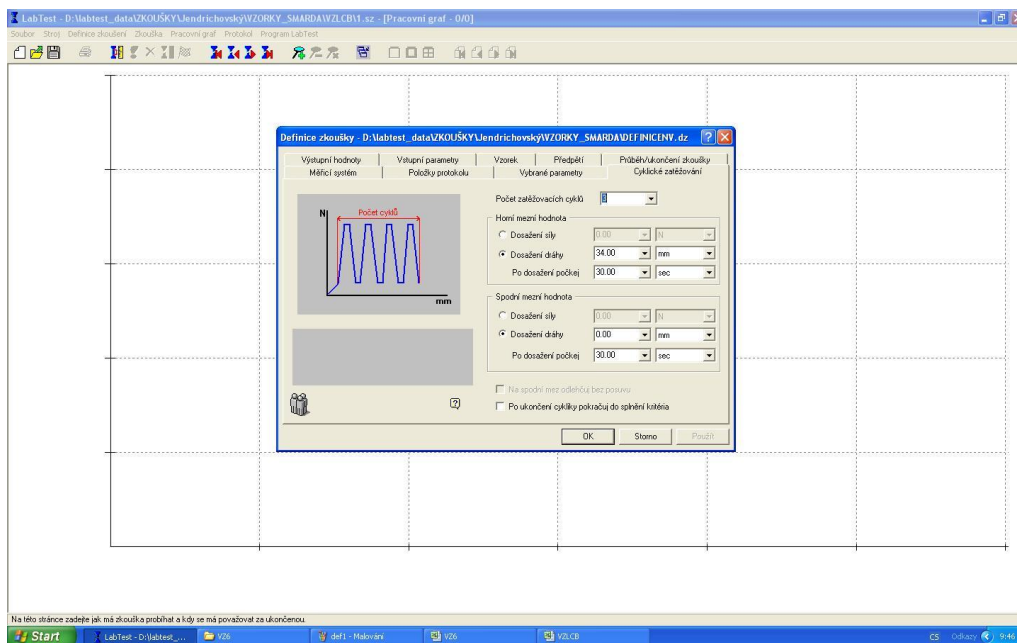 LabTest - D:\labtest_data\ZKOUŠKY\Jendrichovský\VZORKY_SMARDA\VZLCB\1.sz - [Pracovní graf - 0/0]
Soubor Stroj Definice zkoušení Zkouška Pracovní graf Protokol Program LabTest
Definice zkoušky - D:\labtest_data\ZKOUŠKY\Jendrichovský\VZORKY_SMARDA\DEFINICENV.dz
Výstupní hodnoty Vstupní parametry Vzorek Předpětí Průběh/ukončení zkoušky
Měřicí systém Položky protokolu Vybrané parametry Cyklické zatěžování
Počet zatěžovacích cyklů 3
N Počet cyklů
mm
Horní mezní hodnota
Dosažení síly 0.00 N
Dosažení dráhy 34.00 mm
Po dosažení počkej 30.00 sec
Spodní mezní hodnota
Dosažení síly 0.00 N
Dosažení dráhy 0.00 mm
Po dosažení počkej 30.00 sec
Na spodní mez odlehčuj bez posuvu
Po ukončení cykliky pokračuj do splnění kritéria
OK Storno Použít
Na této stránce zadejte jak má zkouška probíhat a kdy se má považovat za ukončenou.
Start LabTest - D:\labtest_... VZ6 def1 - Malování VZ6 VZLCB CS Odkazy 9:46